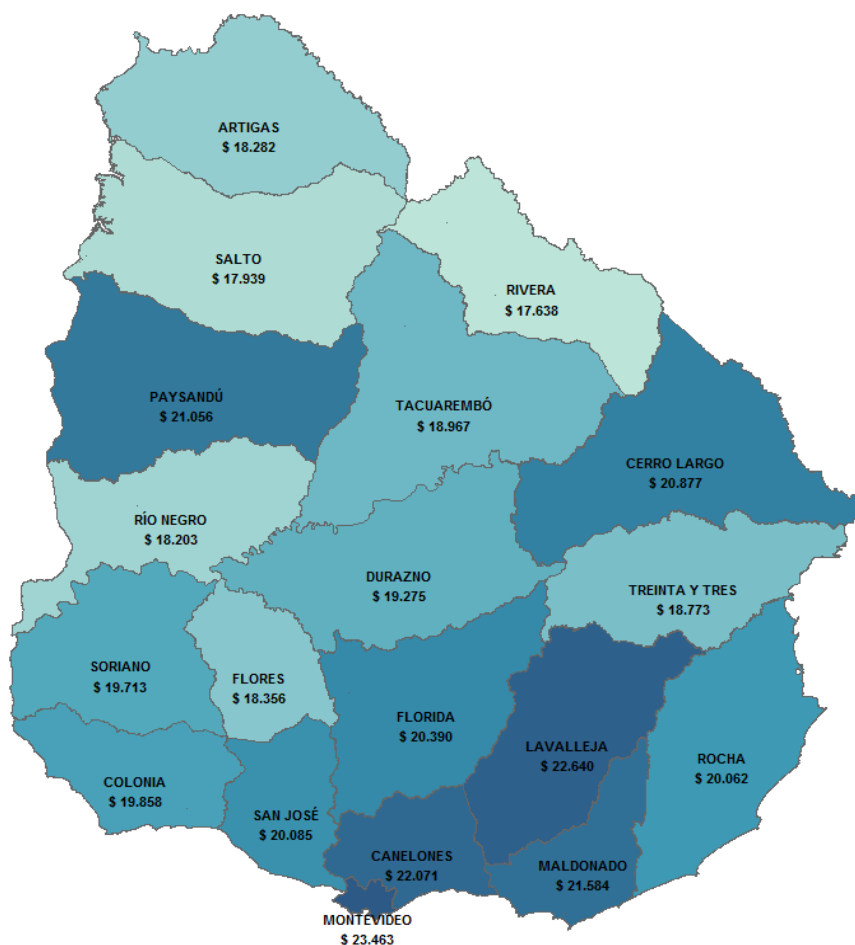 ARTIGAS
$ 18.282
SALTO
$ 17.939
RIVERA
$ 17.638
PAYSANDÚ
$ 21.056
TACUAREMBÓ
$ 18.967
CERRO LARGO
$ 20.877
RÍO NEGRO
$ 18.203
DURAZNO
$ 19.275
TREINTA Y TRES
$ 18.773
SORIANO
$ 19.713
FLORES
$ 18.356
FLORIDA
$ 20.390
LAVALLEJA
$ 22.640
ROCHA
$ 20.062
COLONIA
$ 19.858
SAN JOSÉ
$ 20.085
CANELONES
$ 22.071
MALDONADO
$ 21.584
MONTEVIDEO
$ 23.463